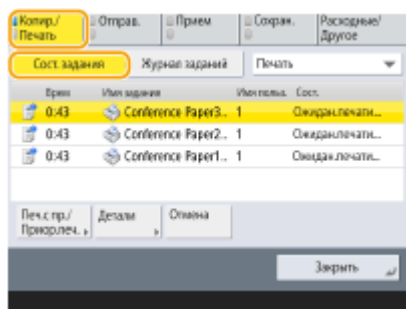 Копир./ Печать
Отправ.
Прием
Сохран.
Расходные/ Другое
Сост. задания
Журнал заданий
Печать
Врем Имя задания Имя польз. Сост.
0:43 Conference Paper3.. 1 Ожидан.печати...
0:43 Conference Paper2.. 1 Ожидан.печати...
0:43 Conference Paper1.. 1 Ожидан.печати...
Печ.с пр./ Приор.печ.
Детали
Отмена
Закрыть